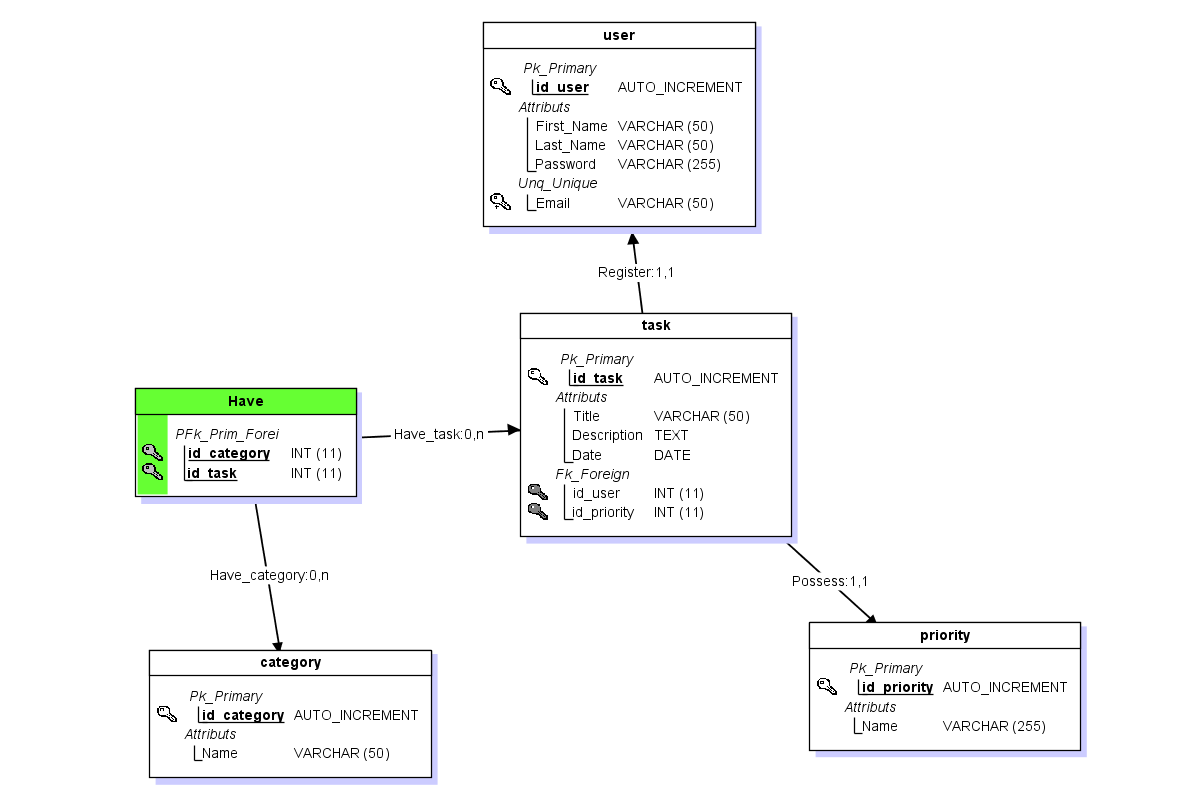 user
Pk_Primary
id_user AUTO_INCREMENT
Attributs
First_Name VARCHAR (50)
Last_Name VARCHAR (50)
Password VARCHAR (255)
Unq_Unique
Email VARCHAR (50)
Register:1,1
task
Pk_Primary
id_task AUTO_INCREMENT
Attributs
Title VARCHAR (50)
Description TEXT
Date DATE
Fk_Foreign
id_user INT (11)
id_priority INT (11)
Have
PFk_Prim_Forei
id_category INT (11)
id_task INT (11)
Have_task:0,n
Have_category:0,n
Possess:1,1
category
Pk_Primary
id_category AUTO_INCREMENT
Attributs
Name VARCHAR (50)
priority
Pk_Primary
id_priority AUTO_INCREMENT
Attributs
Name VARCHAR (255)